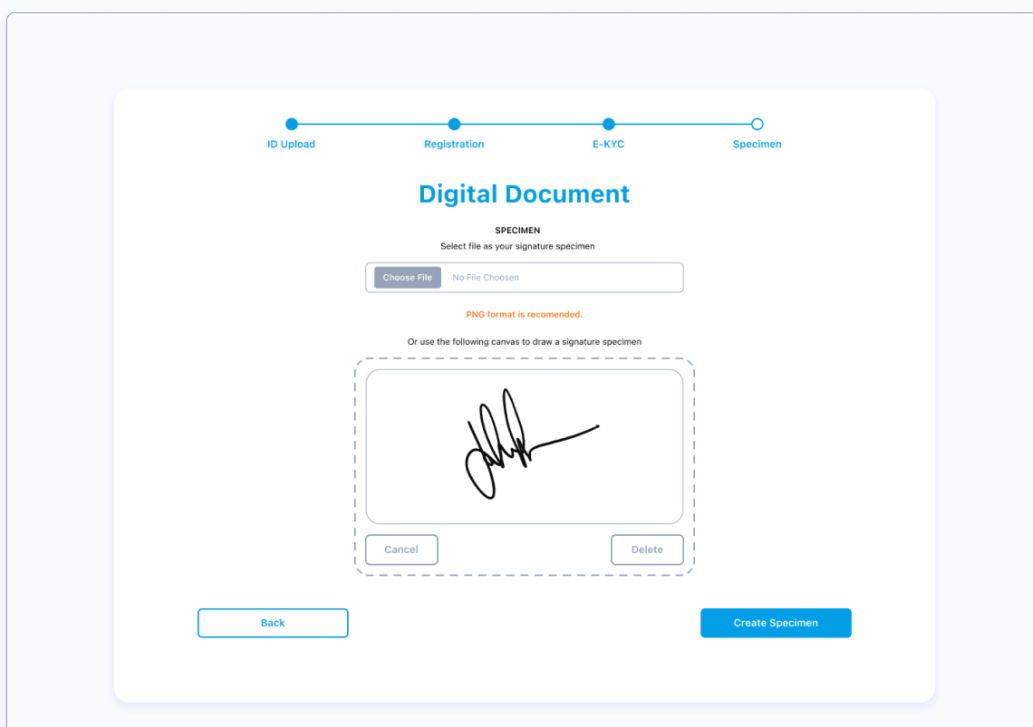 ID Upload Registration E-KYC Specimen
Digital Document
SPECIMEN
Select file as your signature specimen
Choose File No File Choosen
PNG format is recomended.
Or use the following canvas to draw a signature specimen
Cancel Delete
Back Create Specimen